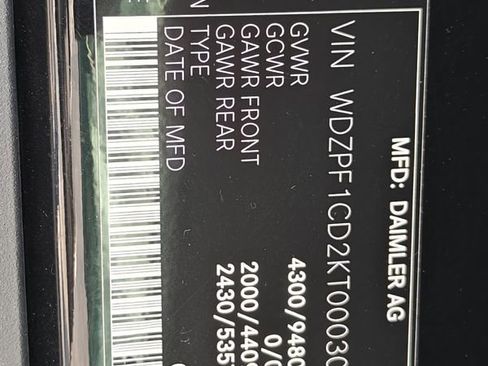 MFD: DAIMLER AG
VIN WDZPF1CD2KT0003
GVWR 4300/9480
GCWR 0/
GAWR FRONT 2000/440
GAWR REAR 2430/535
TYPE
DATE OF MFD
N